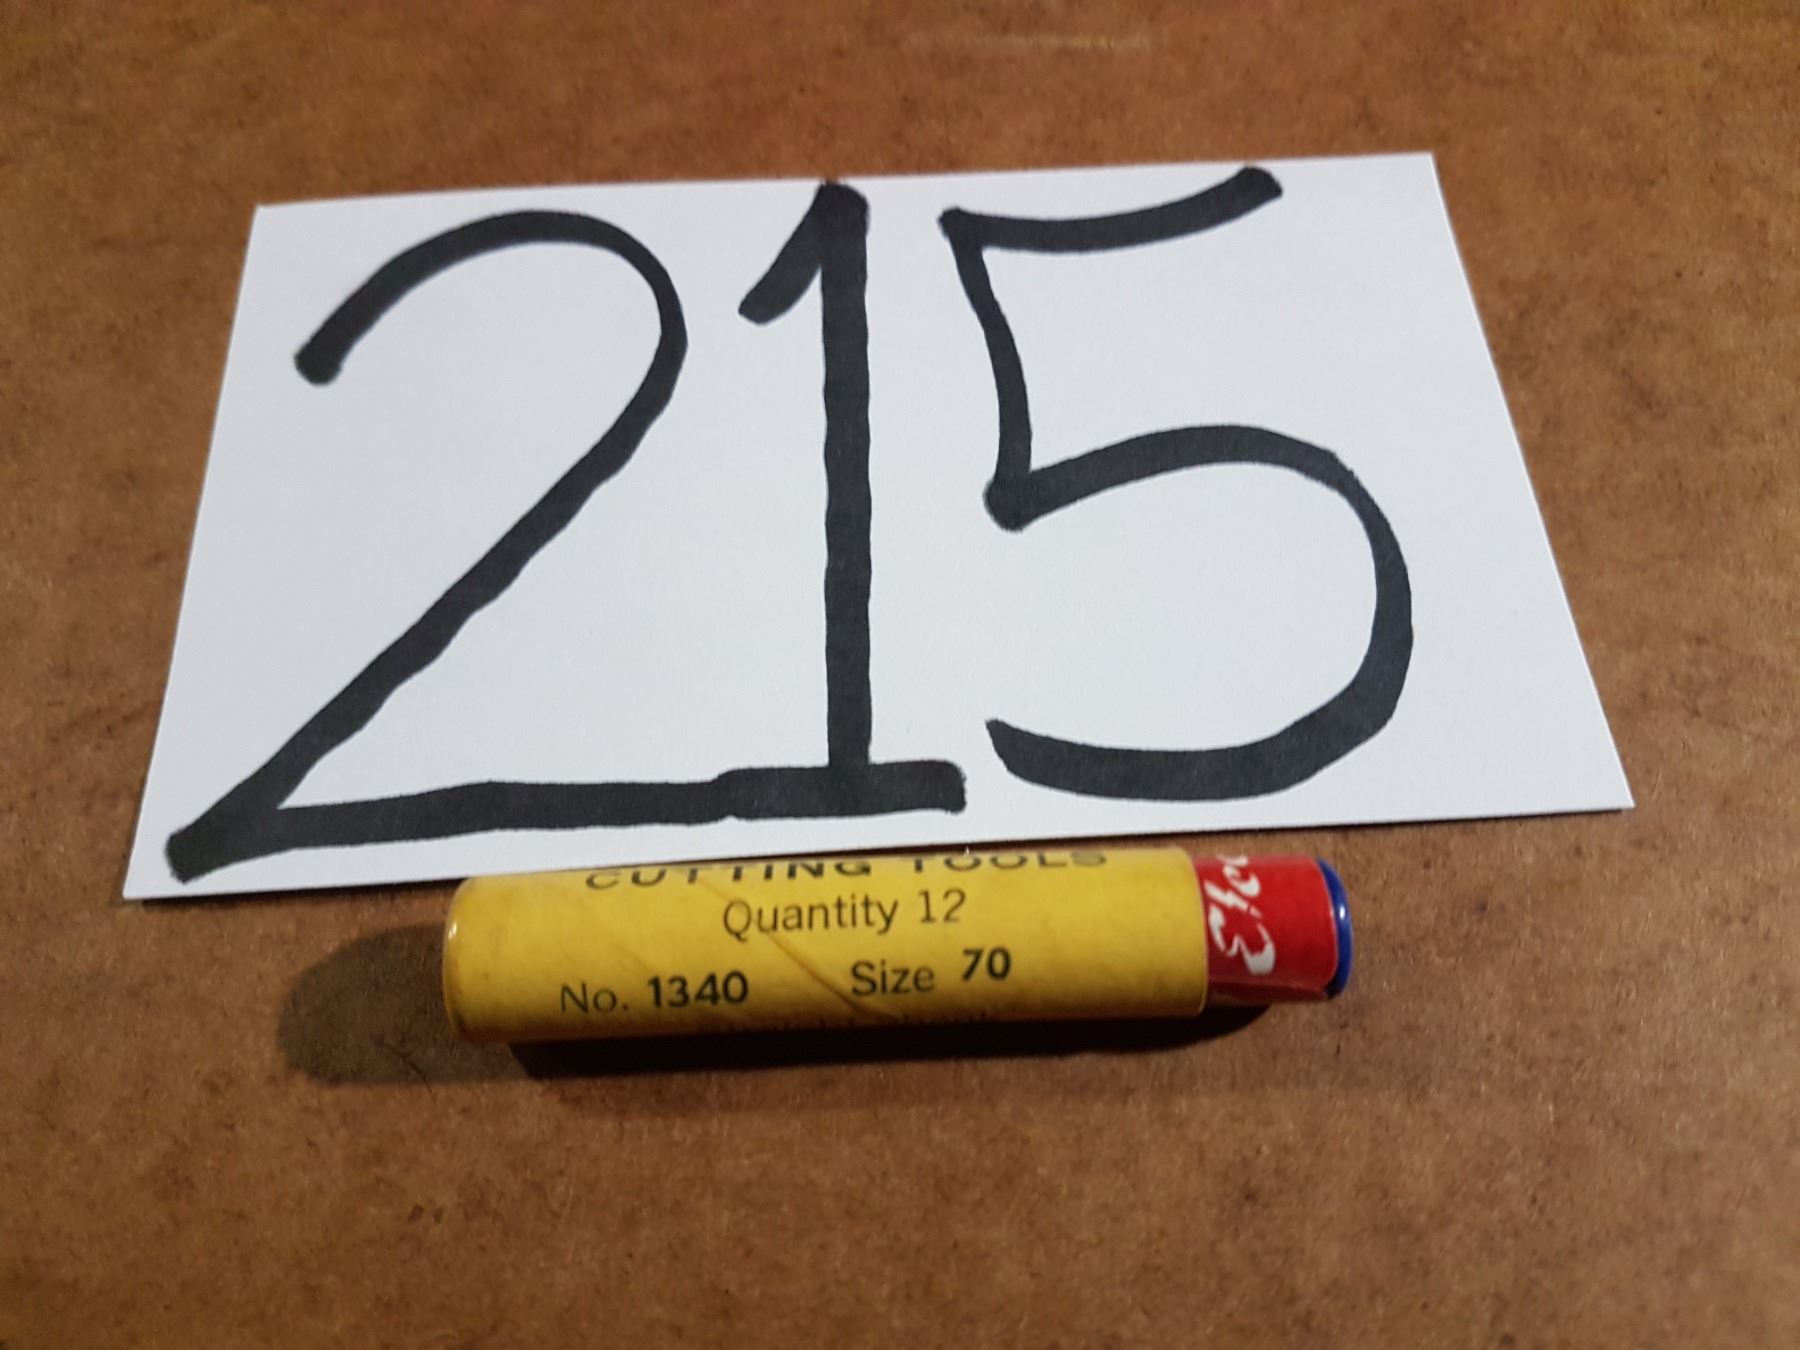 215
CUTTING TOOLS
Quantity 12
No. 1340 Size 70